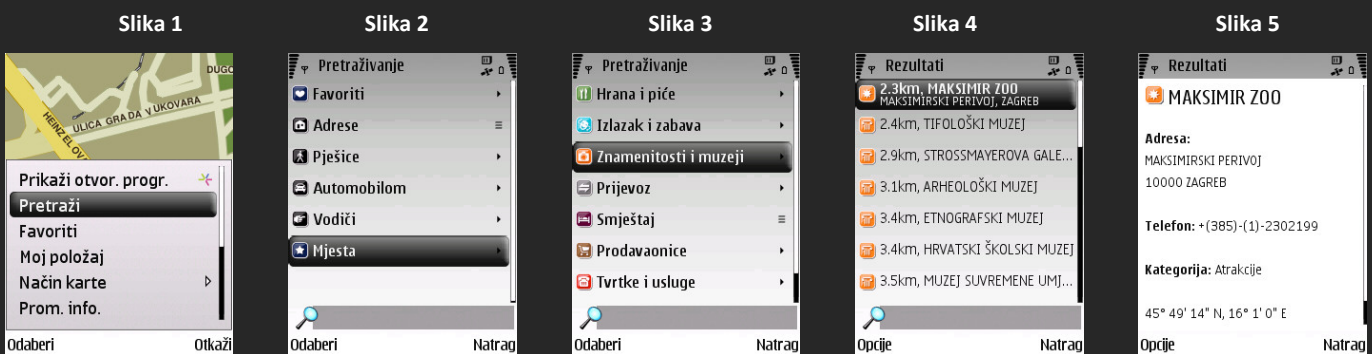 Slika 1
DUGO
ULICA GRADA VUKOVARA
HEINZELOV
Prikaži otvor. progr.
Pretraži
Favoriti
Moj položaj
Način karte
Prom. info.
Odaberi
Otkaži
Slika 2
Pretraživanje
Favoriti
Adrese
Pješice
Automobilom
Vodiči
Mjesta
Odaberi
Natrag
Slika 3
Pretraživanje
Hrana i piće
Izlazak i zabava
Znamenitosti i muzeji
Prijevoz
Smještaj
Prodavaonice
Tvrtke i usluge
Odaberi
Natrag
Slika 4
Rezultati
2.3km, MAKSIMIR ZOO
MAKSIMIRSKI PERIVOJ, ZAGREB
2.4km, TIFOLOŠKI MUZEJ
2.9km, STROSSMAYEROVA GALE...
3.1km, ARHEOLOŠKI MUZEJ
3.4km, ETNOGRAFSKI MUZEJ
3.4km, HRVATSKI ŠKOLSKI MUZEJ
3.5km, MUZEJ SUVREMENE UMJ...
Opcije
Natrag
Slika 5
Rezultati
MAKSIMIR ZOO
Adresa:
MAKSIMIRSKI PERIVOJ
10000 ZAGREB
Telefon: +(385)-(1)-2302199
Kategorija: Atrakcije
45° 49' 14" N, 16° 1' 0" E
Opcije
Natrag